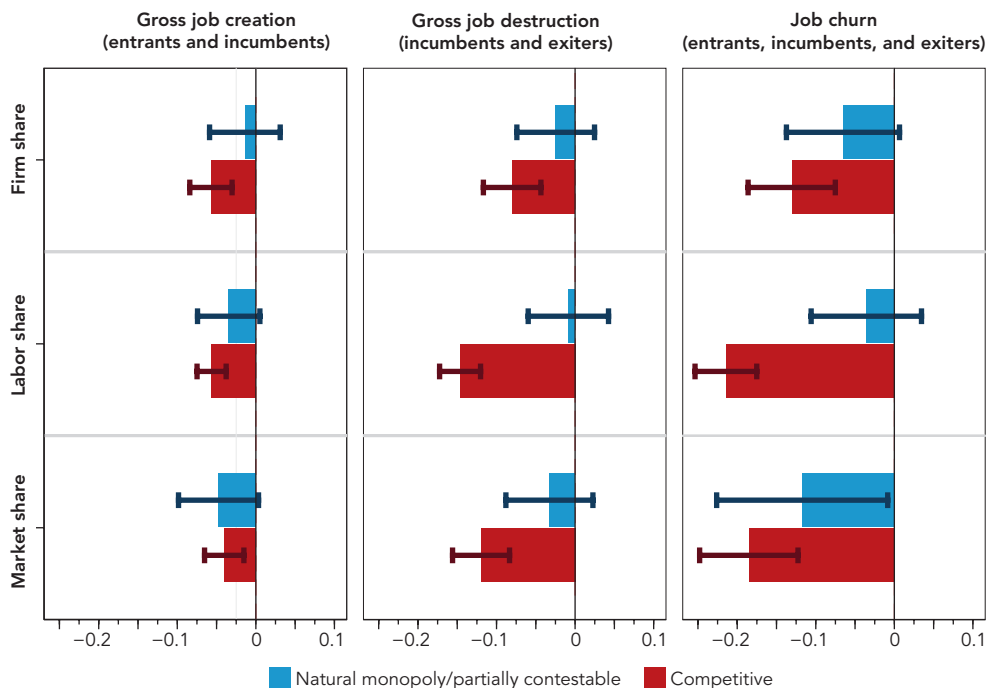 Gross job creation
(entrants and incumbents)
Gross job destruction
(incumbents and exiters)
Job churn
(entrants, incumbents, and exiters)
Firm share
Labor share
Market share
−0.2 −0.1 0 0.1
−0.2 −0.1 0 0.1
−0.2 −0.1 0 0.1
Natural monopoly/partially contestable
Competitive